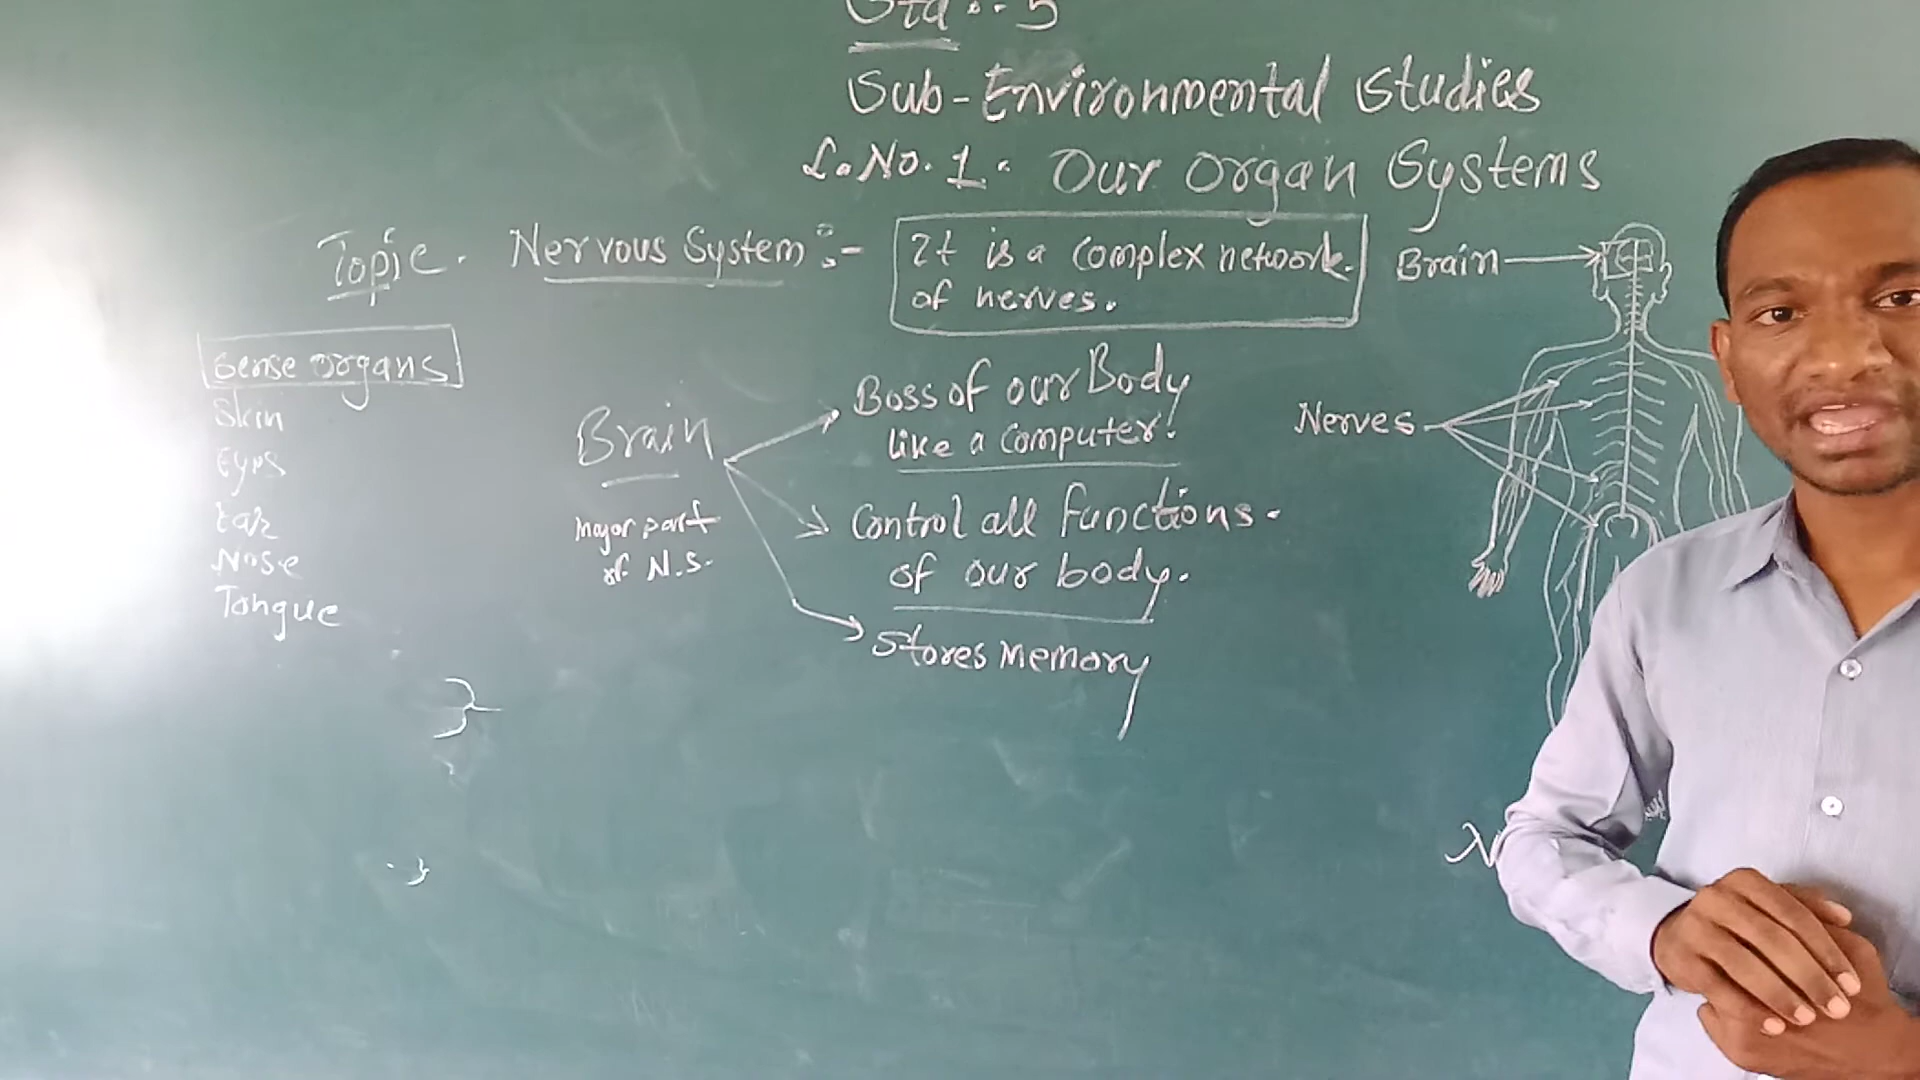 Std :- 5
Sub - Environmental Studies
L. No. 1. Our Organ Systems
Topic. Nervous System :-
It is a complex network.
of nerves.
Sense organs
Skin
Eyes
Ear
Nose
Tongue
Brain
Major part
of N.S.
Boss of our Body
like a computer!
Control all functions.
of our body.
Stores Memory
Brain
Nerves